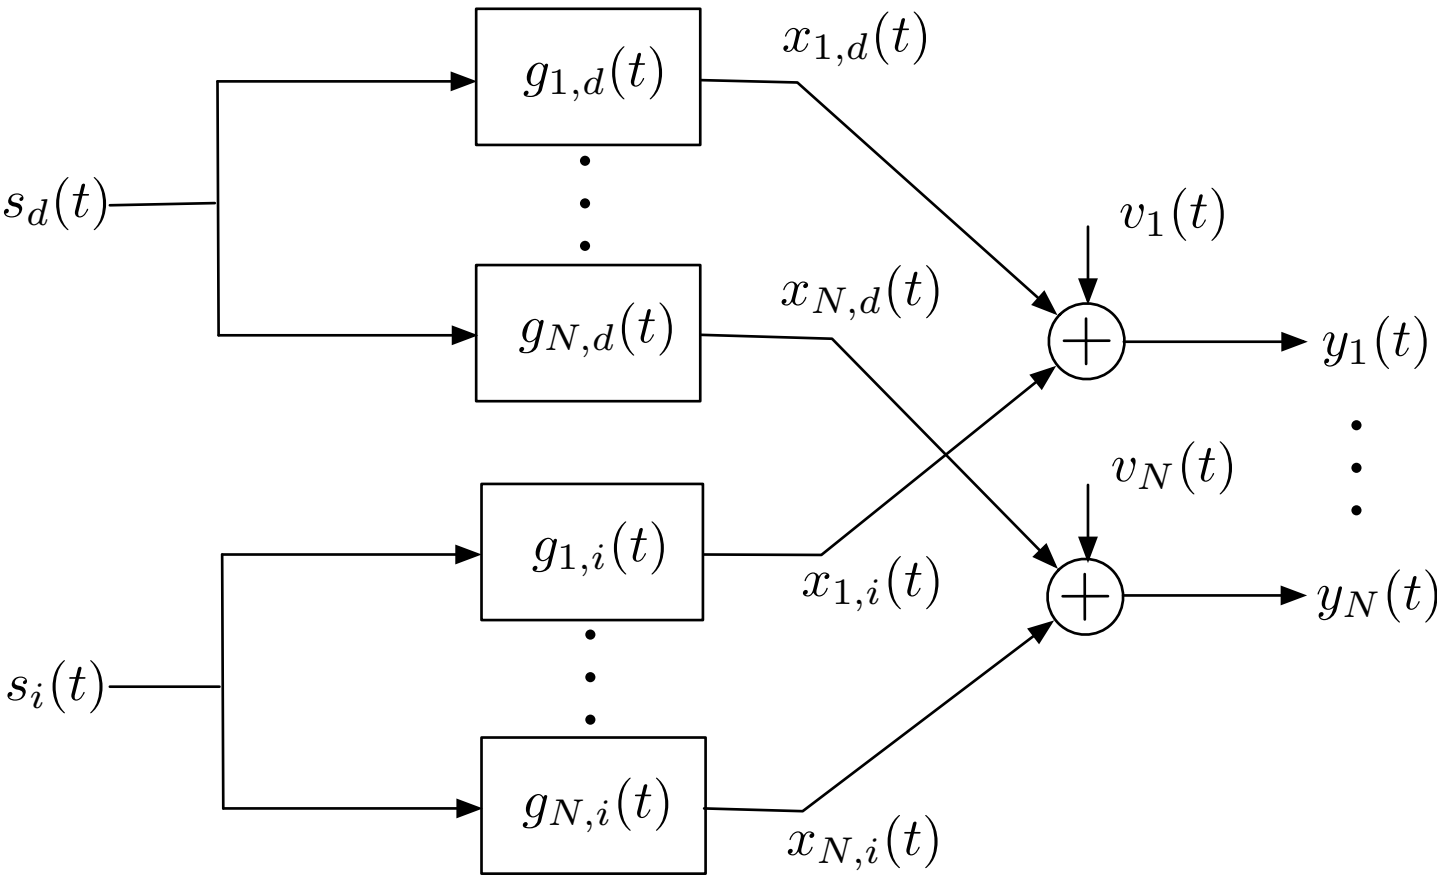 g_{1,d}(t)
x_{1,d}(t)
s_d(t)
v_1(t)
g_{N,d}(t)
x_{N,d}(t)
y_1(t)
v_N(t)
g_{1,i}(t)
x_{1,i}(t)
y_N(t)
s_i(t)
g_{N,i}(t)
x_{N,i}(t)